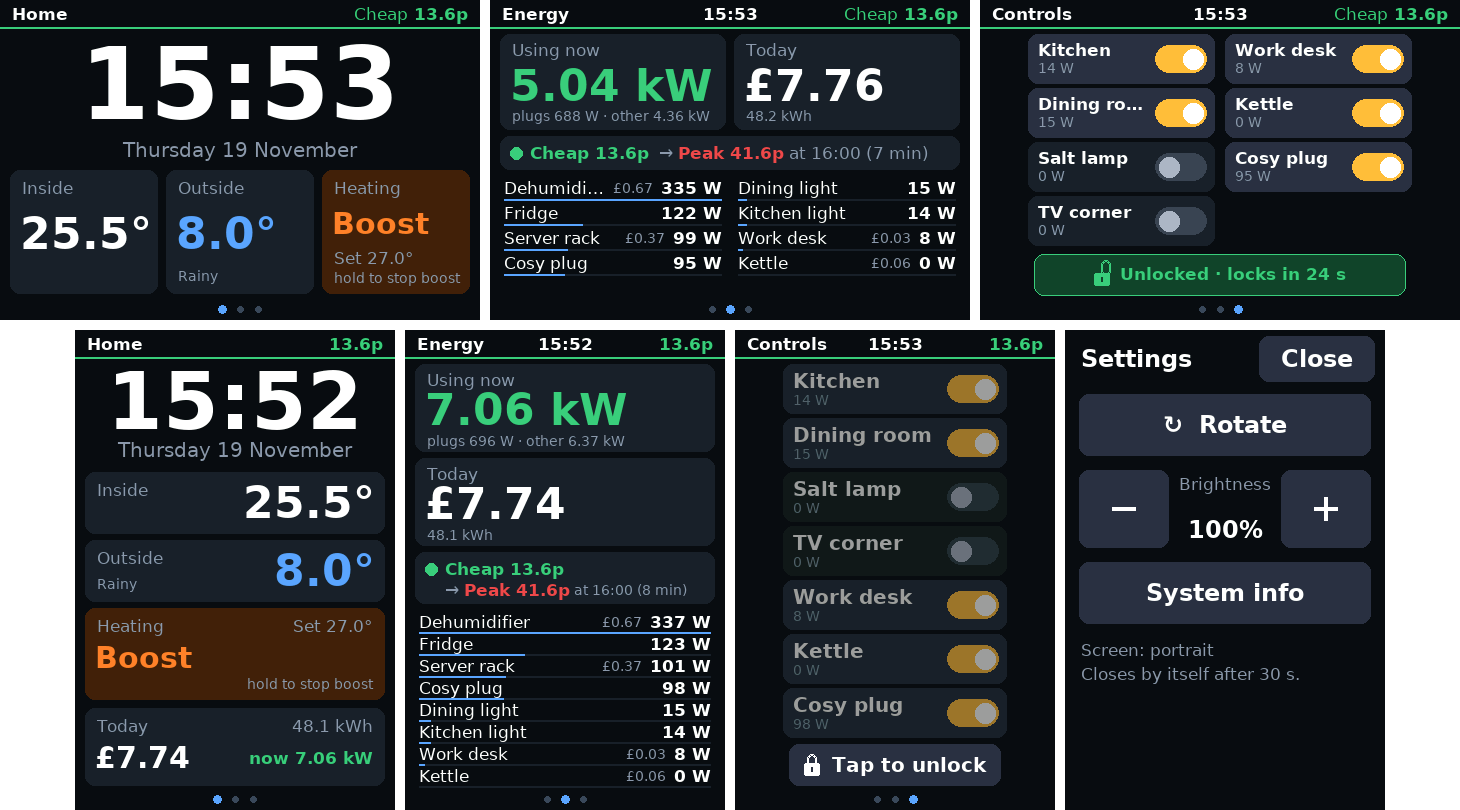 Home Cheap 13.6p
15:53
Thursday 19 November
Inside
25.5°
Outside
8.0°
Rainy
Heating
Boost
Set 27.0°
hold to stop boost
Energy 15:53 Cheap 13.6p
Using now
5.04 kW
plugs 688 W · other 4.36 kW
Today
£7.76
48.2 kWh
Cheap 13.6p → Peak 41.6p at 16:00 (7 min)
Dehumidi... £0.67 335 W
Fridge 122 W
Server rack £0.37 99 W
Cosy plug 95 W
Dining light 15 W
Kitchen light 14 W
Work desk £0.03 8 W
Kettle £0.06 0 W
Controls 15:53 Cheap 13.6p
Kitchen
14 W
Work desk
8 W
Dining ro...
15 W
Kettle
0 W
Salt lamp
0 W
Cosy plug
95 W
TV corner
0 W
Unlocked · locks in 24 s
Home 13.6p
15:52
Thursday 19 November
Inside 25.5°
Outside 8.0°
Rainy
Heating Set 27.0°
Boost
hold to stop boost
Today 48.1 kWh
£7.74 now 7.06 kW
Energy 15:52 13.6p
Using now
7.06 kW
plugs 696 W · other 6.37 kW
Today
£7.74
48.1 kWh
Cheap 13.6p
→ Peak 41.6p at 16:00 (8 min)
Dehumidifier £0.67 337 W
Fridge 123 W
Server rack £0.37 101 W
Cosy plug 98 W
Dining light 15 W
Kitchen light 14 W
Work desk £0.03 8 W
Kettle £0.06 0 W
Controls 15:53 13.6p
Kitchen
14 W
Dining room
15 W
Salt lamp
0 W
TV corner
0 W
Work desk
8 W
Kettle
0 W
Cosy plug
98 W
Tap to unlock
Settings Close
↻ Rotate
Brightness
− 100% +
System info
Screen: portrait
Closes by itself after 30 s.